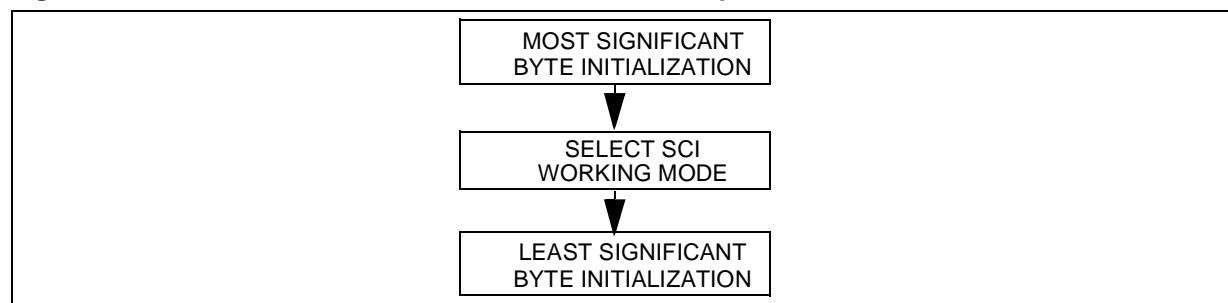 MOST SIGNIFICANT
BYTE INITIALIZATION
SELECT SCI
WORKING MODE
LEAST SIGNIFICANT
BYTE INITIALIZATION